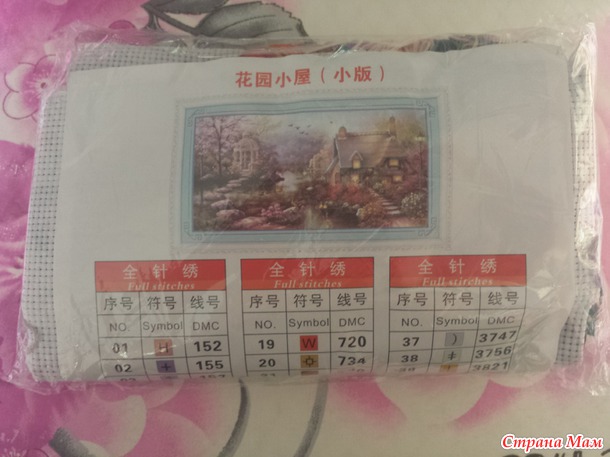 花园小屋（小版）
全针绣 全针绣 全针绣
Full stitches Full stitches Full stitches
序号 符号 线号 序号 符号 线号 序号 符号 线号
NO. Symbol DMC NO. Symbol DMC NO. Symbol DMC
01 H 152 19 W 720 37 ) 3747
02 + 155 20 734 38 ‡ 3756
3821
Страна Мам